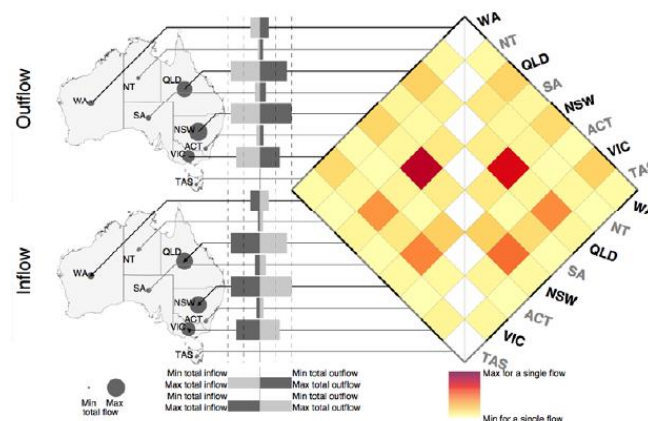 Outflow
WA
NT
QLD
SA
NSW
ACT
VIC
TAS
Inflow
WA
NT
QLD
SA
NSW
ACT
VIC
TAS
WA
NT
QLD
SA
NSW
ACT
VIC
TAS
WA
NT
QLD
SA
NSW
ACT
VIC
TAS
Min Max
total flow
Min total inflow Min total outflow
Max total inflow Max total outflow
Min total inflow Min total outflow
Max total inflow Max total outflow
Max for a single flow
Min for a single flow